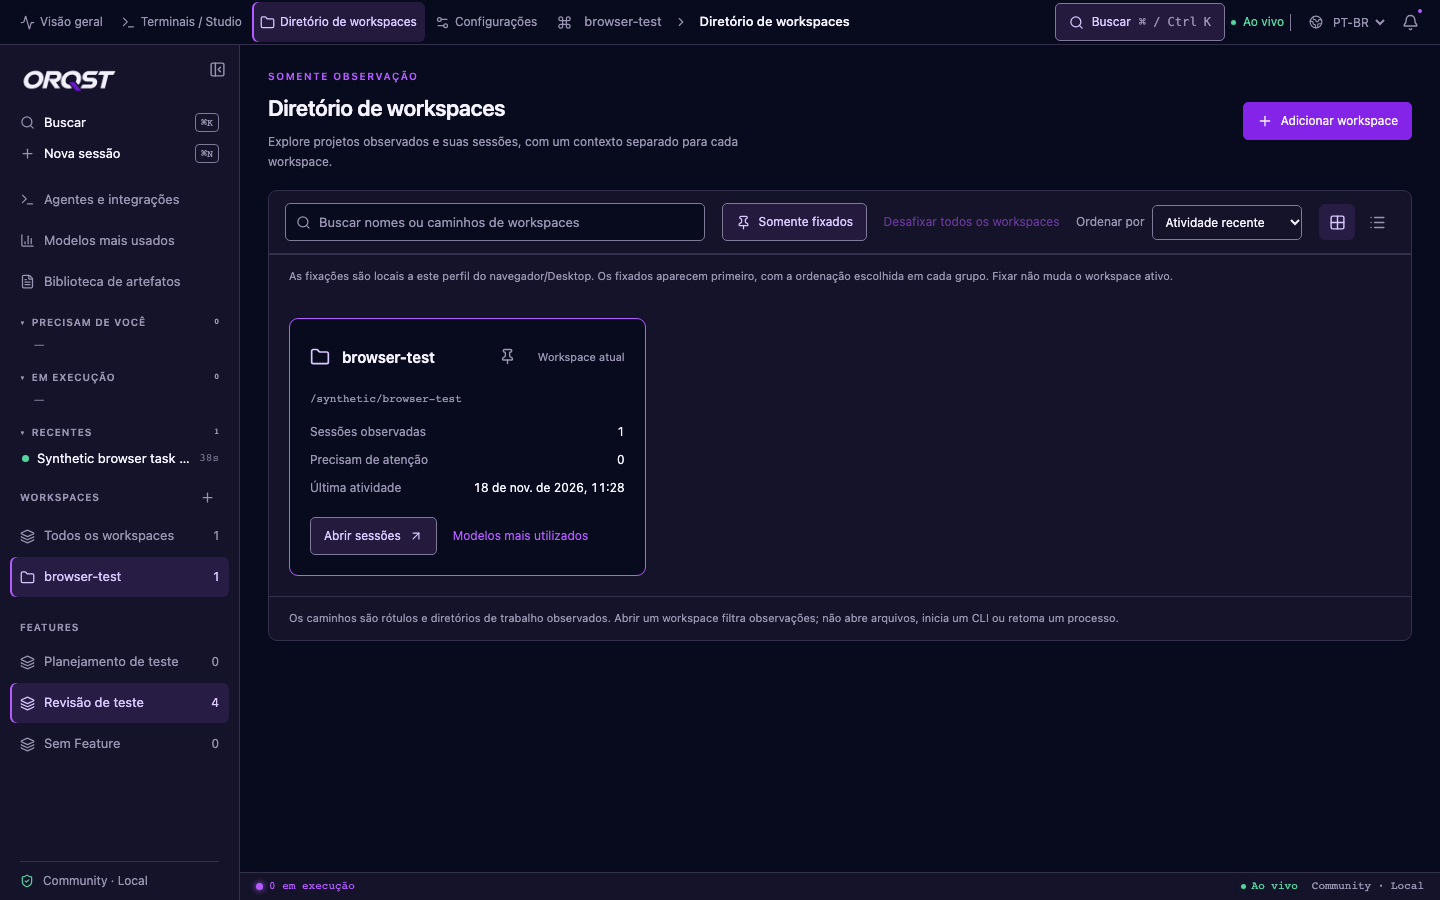 Visão geral
Terminais / Studio
Diretório de workspaces
Configurações
browser-test
Diretório de workspaces
Buscar ⌘ / Ctrl K
Ao vivo
PT-BR
ORQST
Buscar ⌘K
Nova sessão ⌘N
Agentes e integrações
Modelos mais usados
Biblioteca de artefatos
PRECISAM DE VOCÊ 0
—
EM EXECUÇÃO 0
—
RECENTES 1
Synthetic browser task ... 38s
WORKSPACES
Todos os workspaces 1
browser-test 1
FEATURES
Planejamento de teste 0
Revisão de teste 4
Sem Feature 0
Community · Local
SOMENTE OBSERVAÇÃO
Diretório de workspaces
Explore projetos observados e suas sessões, com um contexto separado para cada
workspace.
Adicionar workspace
Buscar nomes ou caminhos de workspaces
Somente fixados
Desafixar todos os workspaces
Ordenar por
Atividade recente
As fixações são locais a este perfil do navegador/Desktop. Os fixados aparecem primeiro, com a ordenação escolhida em cada grupo. Fixar não muda o workspace ativo.
browser-test
Workspace atual
/synthetic/browser-test
Sessões observadas 1
Precisam de atenção 0
Última atividade 18 de nov. de 2026, 11:28
Abrir sessões
Modelos mais utilizados
Os caminhos são rótulos e diretórios de trabalho observados. Abrir um workspace filtra observações; não abre arquivos, inicia um CLI ou retoma um processo.
0 em execução
Ao vivo
Community · Local